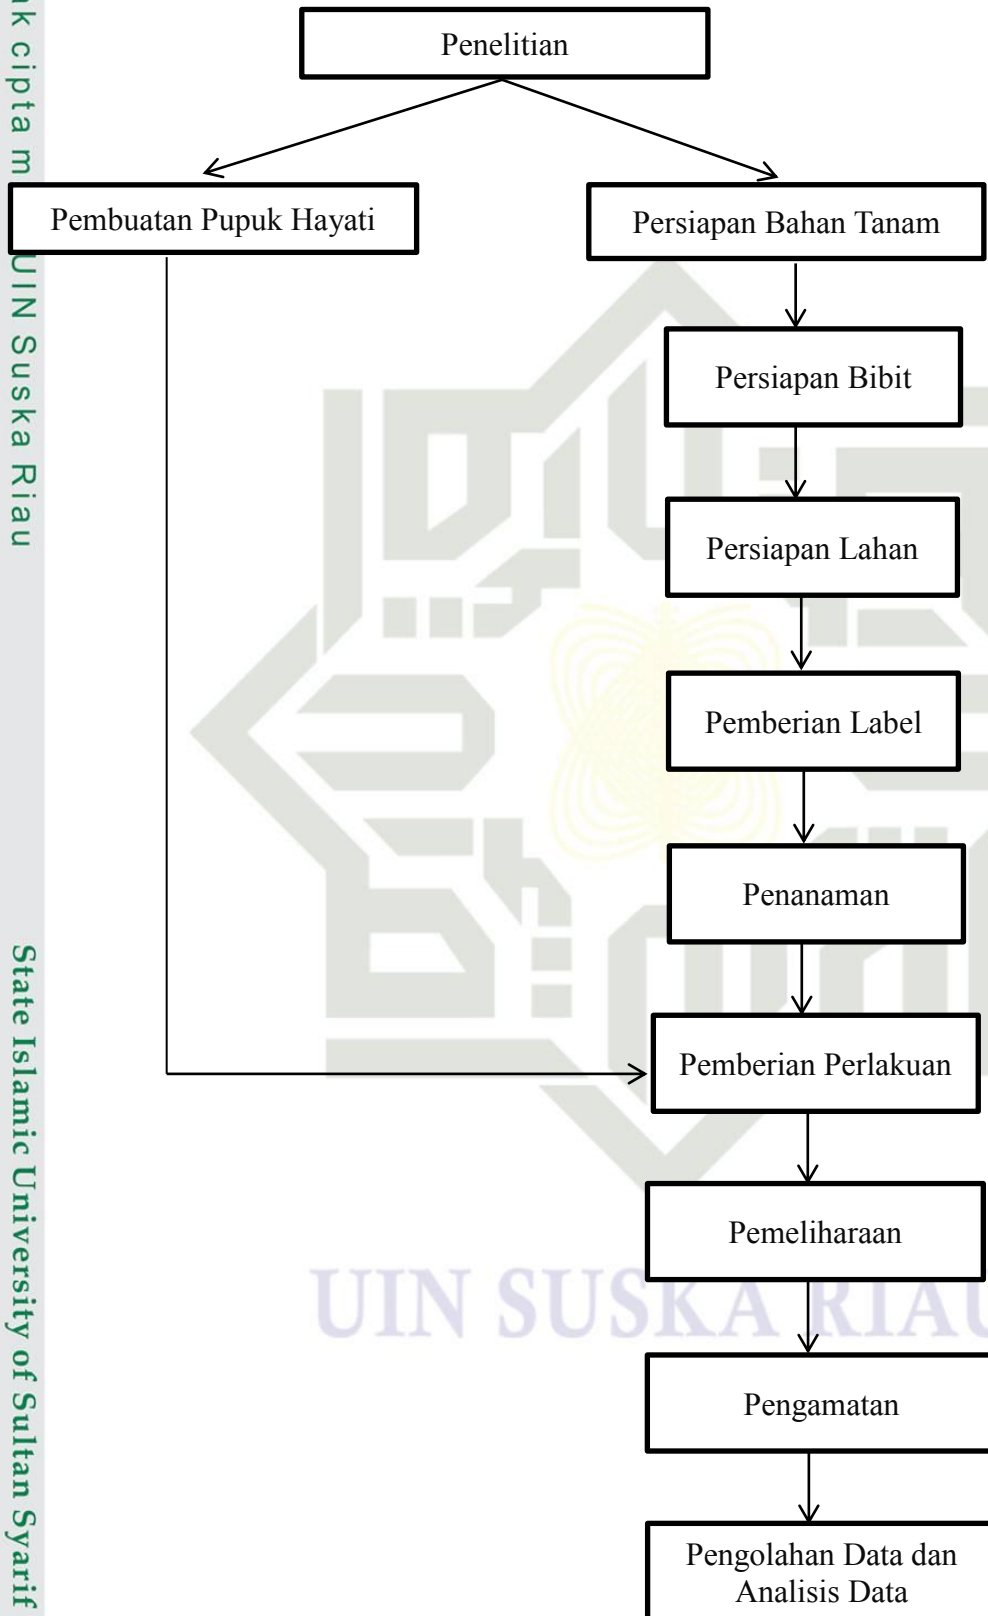 Penelitian
Pembuatan Pupuk Hayati
Persiapan Bahan Tanam
Persiapan Bibit
Persiapan Lahan
Pemberian Label
Penanaman
Pemberian Perlakuan
Pemeliharaan
Pengamatan
Pengolahan Data dan
Analisis Data
UIN SUSKA RIAU
cipta
UIN Suska Riau
State Islamic University of Sultan Syarif